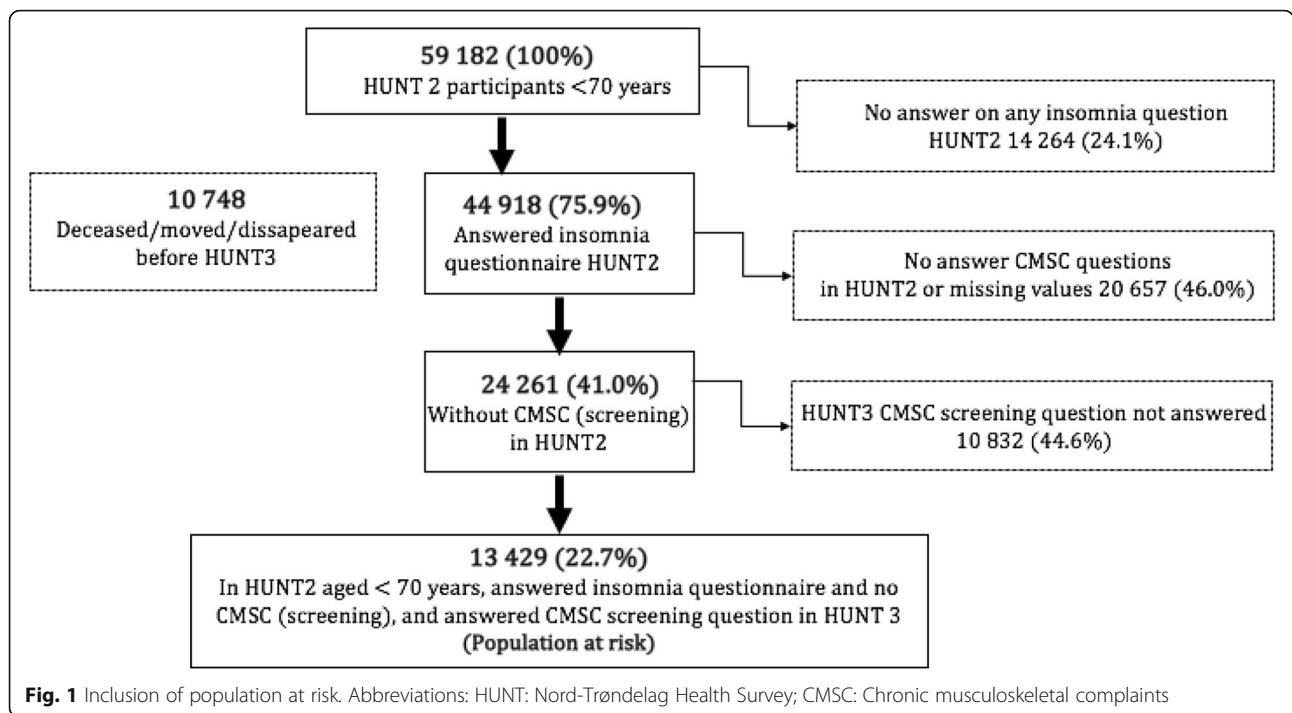 59 182 (100%)
HUNT 2 participants <70 years
No answer on any insomnia question
HUNT2 14 264 (24.1%)
10 748
Deceased/moved/dissapeared
before HUNT3
44 918 (75.9%)
Answered insomnia
questionnaire HUNT2
No answer CMSC questions
in HUNT2 or missing values 20 657 (46.0%)
24 261 (41.0%)
Without CMSC (screening)
in HUNT2
HUNT3 CMSC screening question not answered
10 832 (44.6%)
13 429 (22.7%)
In HUNT2 aged < 70 years, answered insomnia questionnaire and no
CMSC (screening), and answered CMSC screening question in HUNT 3
(Population at risk)
Fig. 1 Inclusion of population at risk. Abbreviations: HUNT: Nord-Trøndelag Health Survey; CMSC: Chronic musculoskeletal complaints